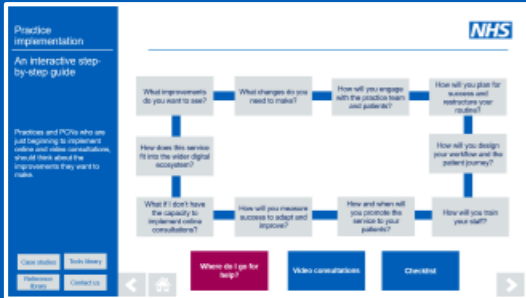 Practice
implementation
An interactive step-
by-step guide
Practices and PCNs who are
just beginning to implement
online and video consultations,
should think about the
improvements they want to
make.
Case studies
Tools library
Reference
library
Contact us
NHS
What improvements
do you want to see?
What changes do you
need to make?
How will you engage
with the practice team
and patients?
How will you plan for
success and
restructure your
routine?
How does this service
fit into the wider digital
ecosystem?
How will you design
your workflow and the
patient journey?
What if I don't have
the capacity to
implement online
consultations?
How will you measure
success to adapt and
improve?
How and when will
you promote the
service to your
patients?
How will you train
your staff?
Where do I go for
help?
Video consultations
Checklist